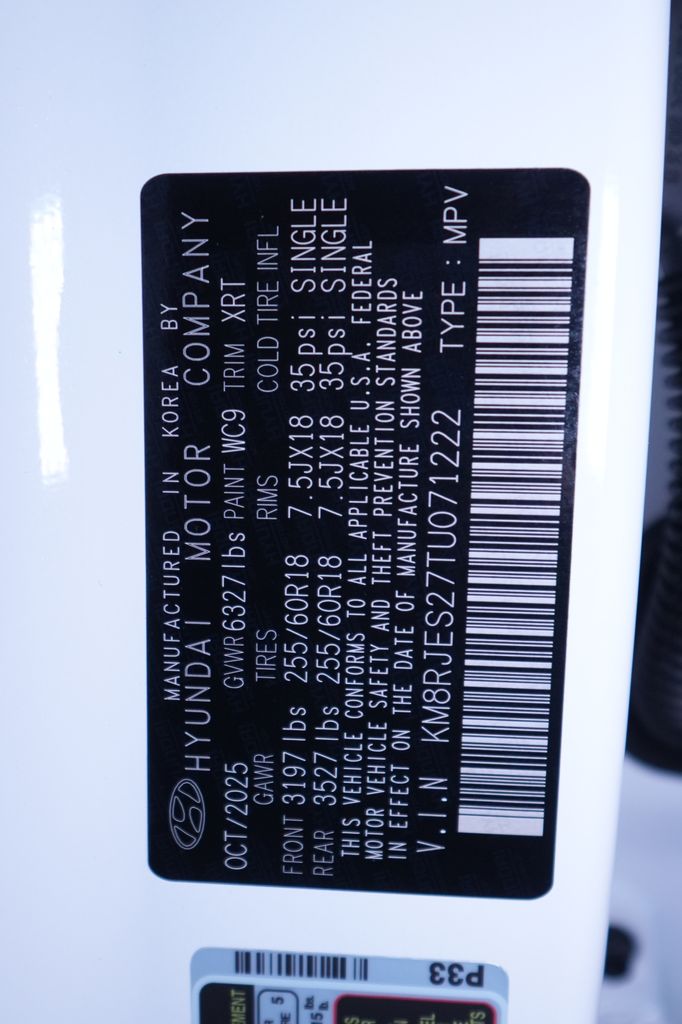 MANUFACTURED IN KOREA BY
HYUNDAI MOTOR COMPANY
OCT/2025 GVWR 6327lbs PAINT WC9 TRIM XRT
GAWR TIRES RIMS COLD TIRE INFL
FRONT 3197lbs 255/60R18 7.5JX18 35psi SINGLE
REAR 3527lbs 255/60R18 7.5JX18 35psi SINGLE
THIS VEHICLE CONFORMS TO ALL APPLICABLE U.S.A. FEDERAL
MOTOR VEHICLE SAFETY AND THEFT PREVENTION STANDARDS
IN EFFECT ON THE DATE OF MANUFACTURE SHOWN ABOVE
V.I.N KM8RJES27TU071222 TYPE : MPV
P33
5